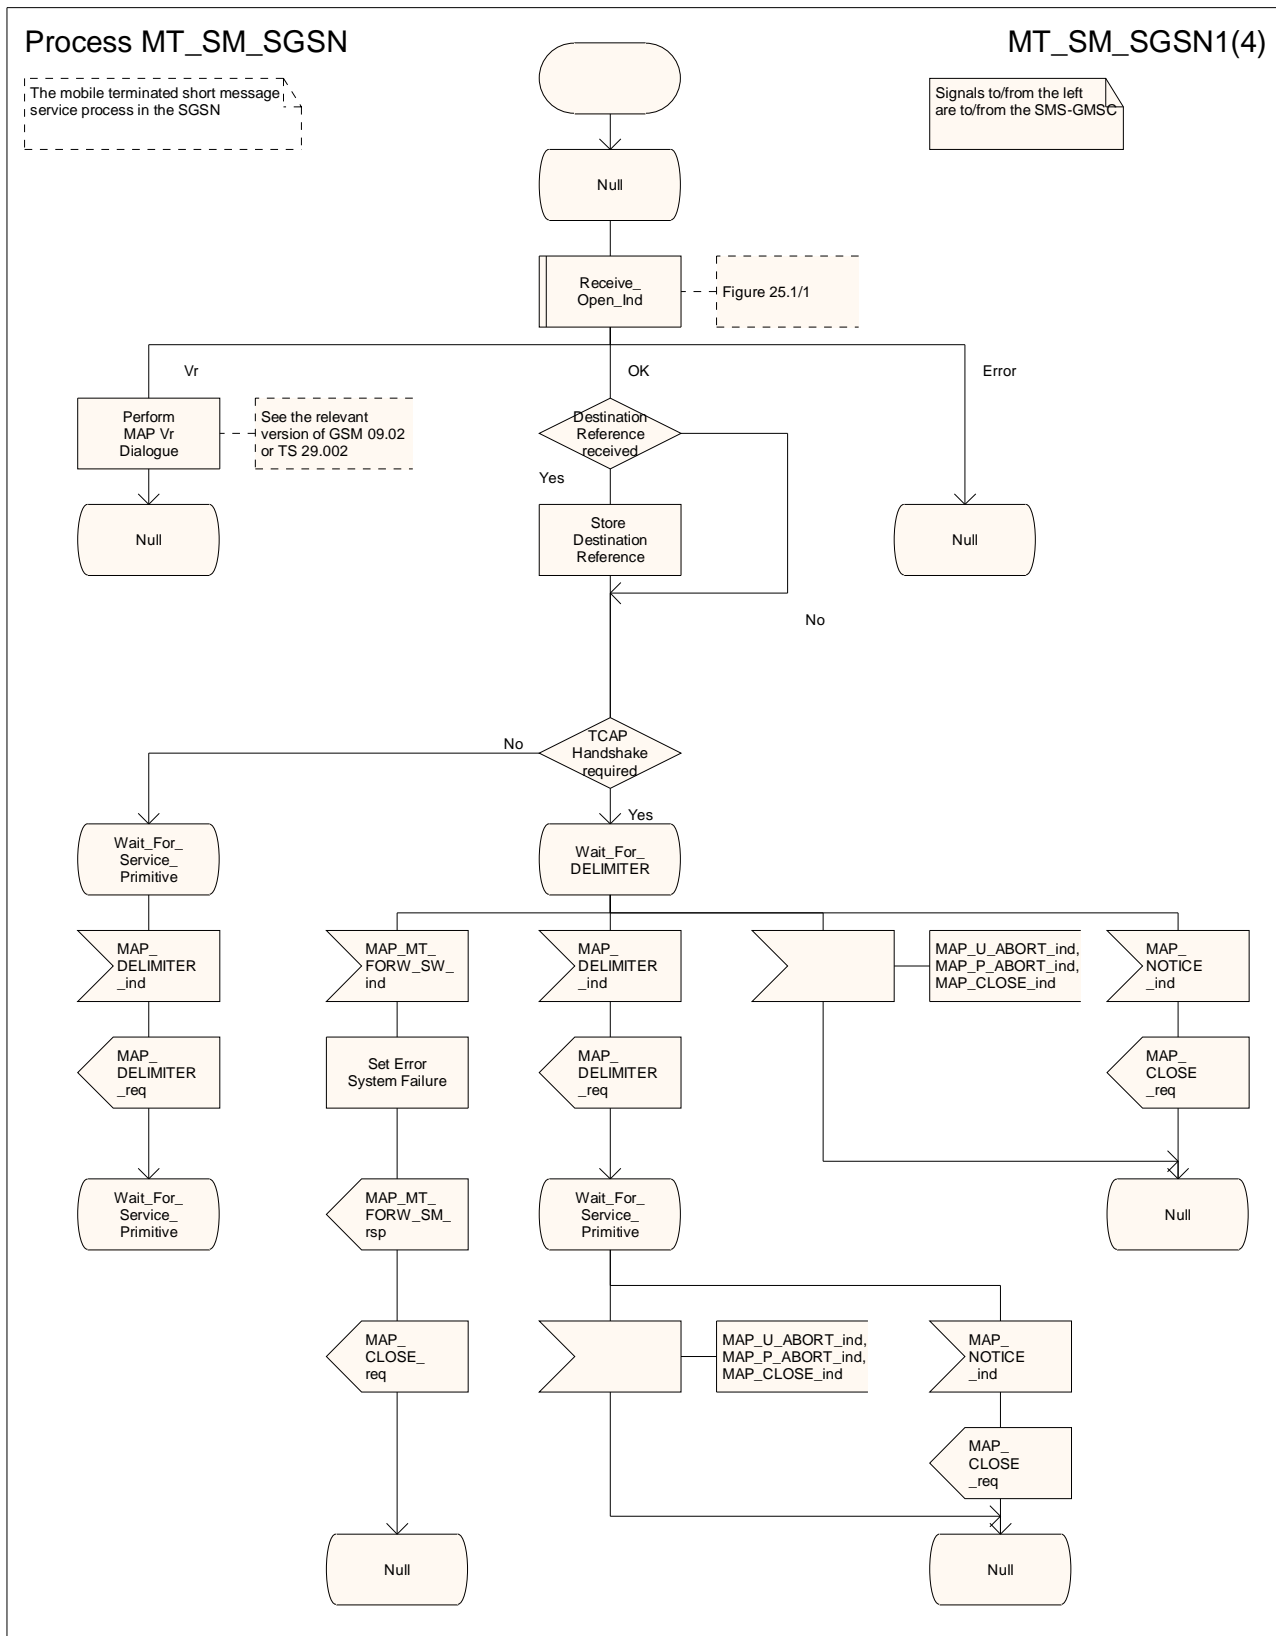 Process MT_SM_SGSN
MT_SM_SGSN1(4)
The mobile terminated short message
service process in the SGSN
Signals to/from the left
are to/from the SMS-GMSC
Null
Receive_
Open_Ind
Figure 25.1/1
Vr
OK
Error
Perform
MAP Vr
Dialogue
See the relevant
version of GSM 09.02
or TS 29.002
Destination
Reference
received
Yes
Null
Store
Destination
Reference
Null
No
TCAP
Handshake
required
No
Yes
Wait_For_
Service_
Primitive
Wait_For_
DELIMITER
MAP_
DELIMITER
_ind
MAP_MT_
FORW_SW_
ind
MAP_
DELIMITER
_ind
MAP_U_ABORT_ind,
MAP_P_ABORT_ind,
MAP_CLOSE_ind
MAP_
NOTICE
_ind
MAP_
DELIMITER
_req
Set Error
System Failure
MAP_
DELIMITER
_req
MAP_
CLOSE
_req
Wait_For_
Service_
Primitive
MAP_MT_
FORW_SM_
rsp
Wait_For_
Service_
Primitive
Null
MAP_
CLOSE_
req
MAP_U_ABORT_ind,
MAP_P_ABORT_ind,
MAP_CLOSE_ind
MAP_
NOTICE
_ind
MAP_
CLOSE
_req
Null
Null